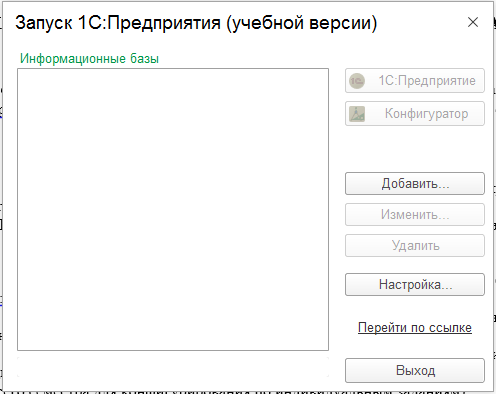 Запуск 1С:Предприятия (учебной версии)
Информационные базы
1С:Предприятие
Конфигуратор
Добавить...
Изменить...
Удалить
Настройка...
Перейти по ссылке
Выход